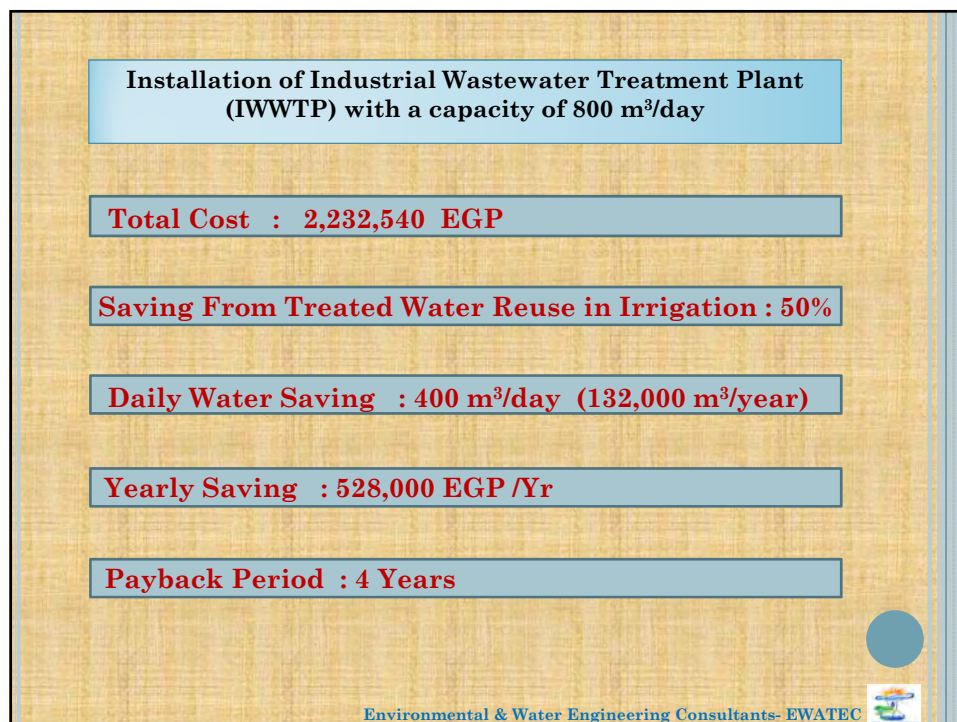 Installation of Industrial Wastewater Treatment Plant
(IWWTP) with a capacity of 800 m³/day
Total Cost : 2,232,540 EGP
Saving From Treated Water Reuse in Irrigation : 50%
Daily Water Saving : 400 m³/day (132,000 m³/year)
Yearly Saving : 528,000 EGP /Yr
Payback Period : 4 Years
Environmental & Water Engineering Consultants- EWATEC